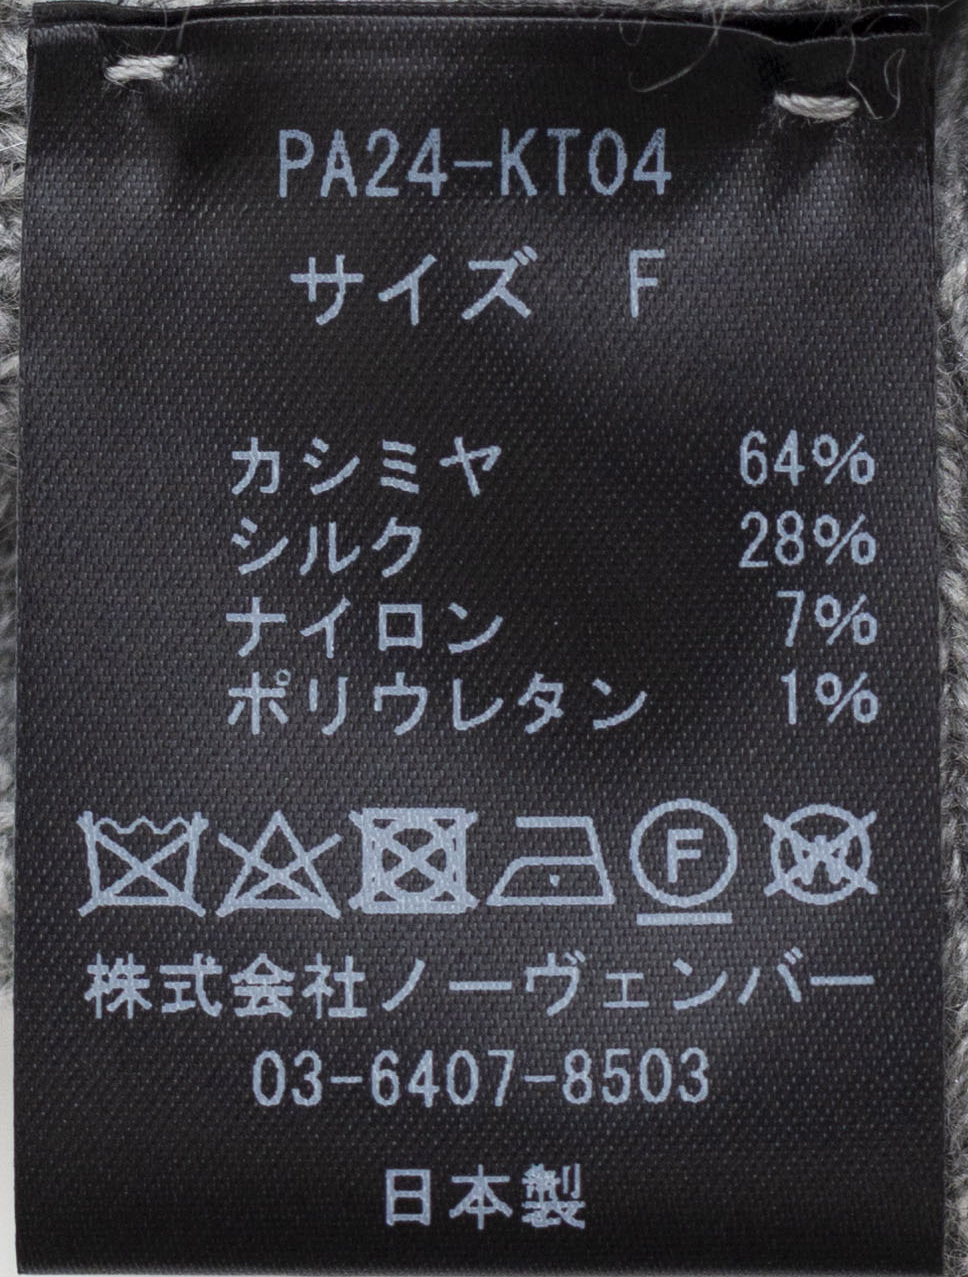 PA24-KT04
サイズ　F
カシミヤ 64%
シルク 28%
ナイロン 7%
ポリウレタン 1%
F W
株式会社ノーヴェンバー
03-6407-8503
日本製